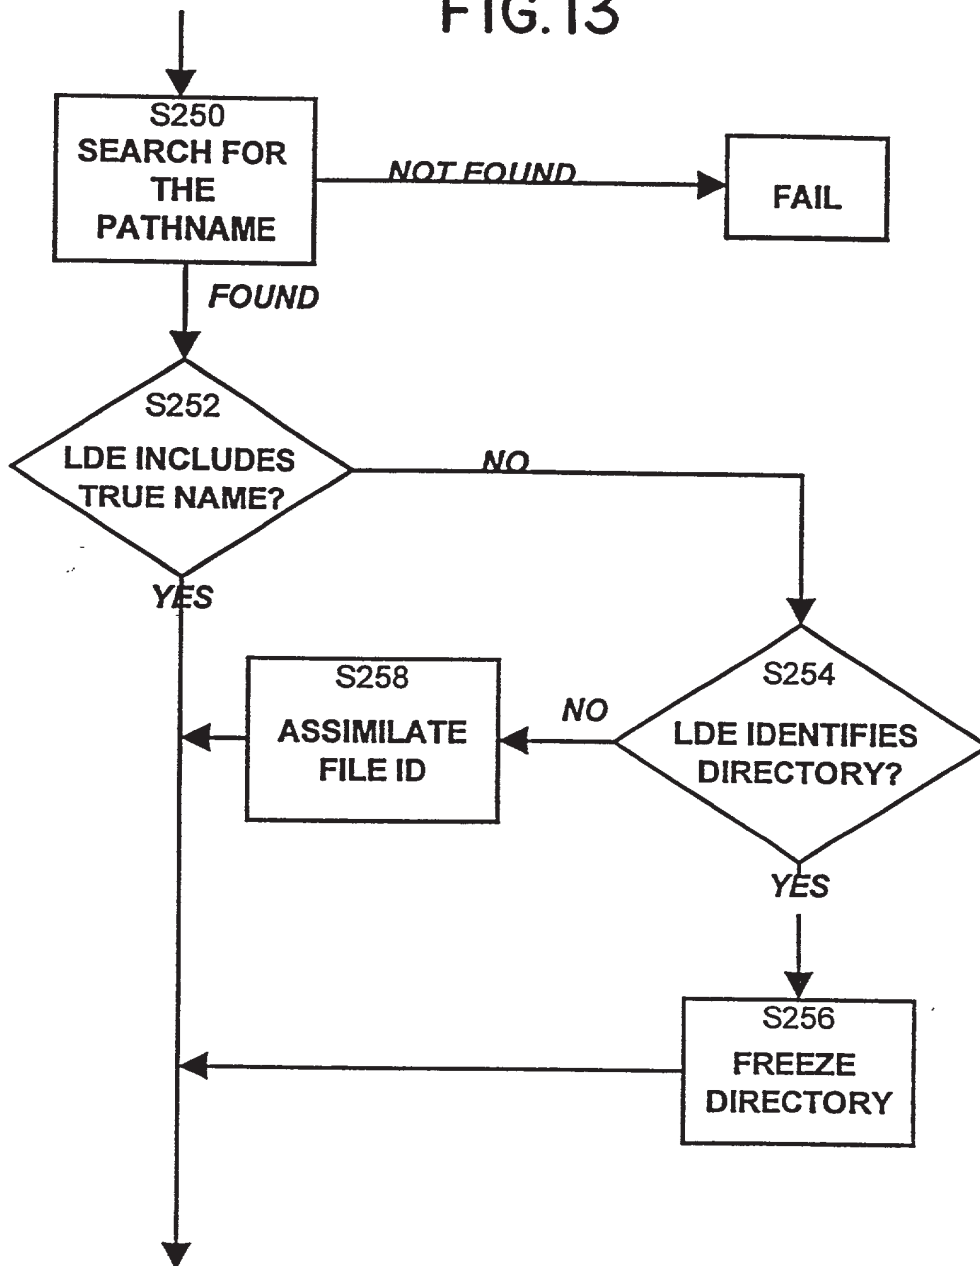 FIG. 13
S250
SEARCH FOR
THE
PATHNAME
NOT FOUND
FAIL
FOUND
S252
LDE INCLUDES
TRUE NAME?
NO
YES
S254
LDE IDENTIFIES
DIRECTORY?
NO
S258
ASSIMILATE
FILE ID
YES
S256
FREEZE
DIRECTORY